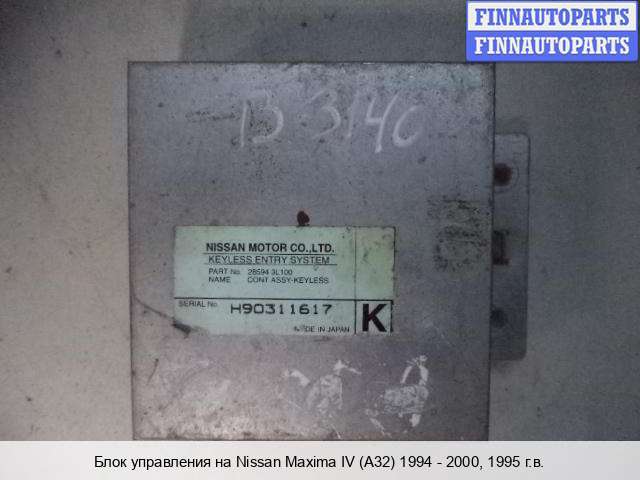 FINNAUTOPARTS
FINNAUTOPARTS
B 3140
NISSAN MOTOR CO.,LTD.
KEYLESS ENTRY SYSTEM
PART No. 28594 3L100
NAME CONT ASSY-KEYLESS
SERIAL No. H90311617
K
MADE IN JAPAN
Блок управления на Nissan Maxima IV (A32) 1994 - 2000, 1995 г.в.